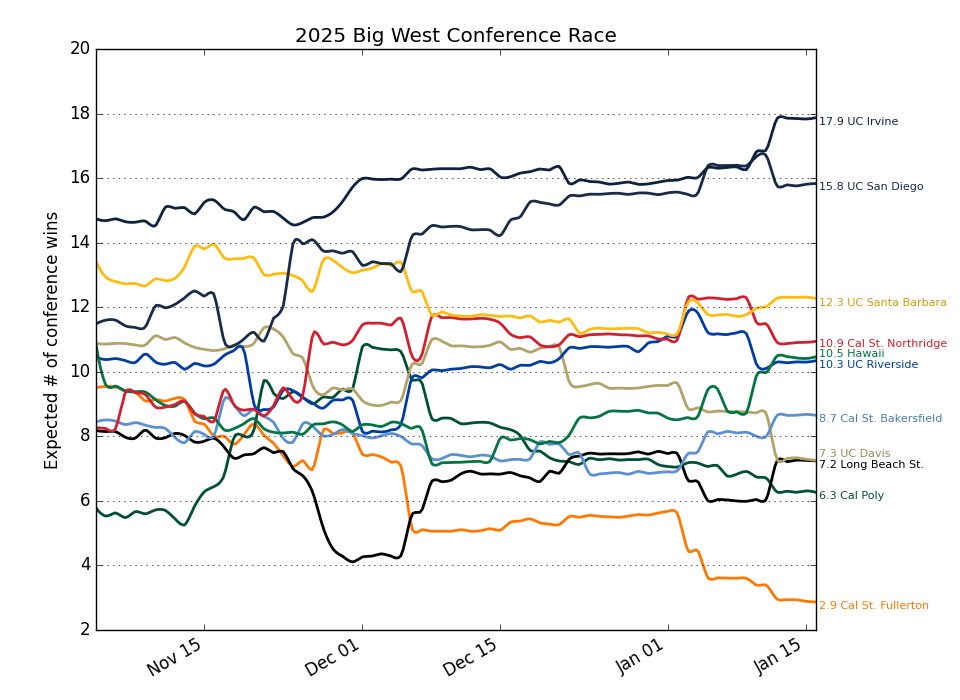 2025 Big West Conference Race
Expected # of conference wins
20
18
16
14
12
10
8
6
4
2
17.9 UC Irvine
15.8 UC San Diego
12.3 UC Santa Barbara
10.9 Cal St. Northridge
10.5 Hawaii
10.3 UC Riverside
8.7 Cal St. Bakersfield
7.3 UC Davis
7.2 Long Beach St.
6.3 Cal Poly
2.9 Cal St. Fullerton
Nov 15
Dec 01
Dec 15
Jan 01
Jan 15